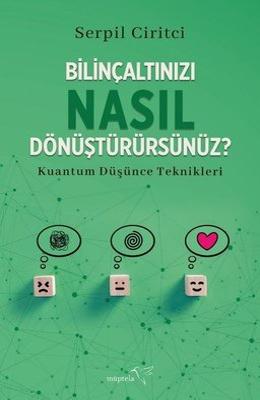 Serpil Ciritci
BİLİNÇALTINIZI
NASIL
DÖNÜŞTÜRÜRSÜNÜZ?
Kuantum Düşünce Teknikleri
müptela